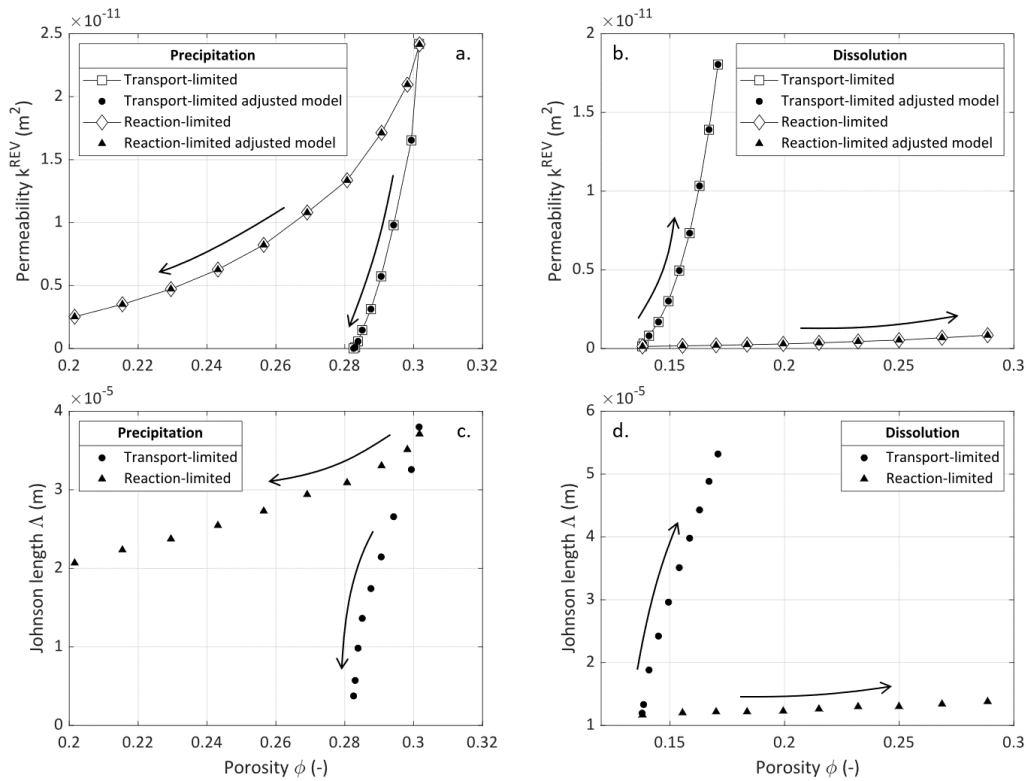 ×10⁻¹¹
2.5
2
1.5
1
0.5
0
Permeability k^REV (m²)
a.
Precipitation
Transport-limited
Transport-limited adjusted model
Reaction-limited
Reaction-limited adjusted model
0.2 0.22 0.24 0.26 0.28 0.3 0.32
×10⁻¹¹
2
1.5
1
0.5
0
Permeability k^REV (m²)
b.
Dissolution
Transport-limited
Transport-limited adjusted model
Reaction-limited
Reaction-limited adjusted model
0.15 0.2 0.25 0.3
×10⁻⁵
4
3
2
1
0
Johnson length Λ (m)
c.
Precipitation
Transport-limited
Reaction-limited
0.2 0.22 0.24 0.26 0.28 0.3 0.32
Porosity ϕ (-)
×10⁻⁵
6
5
4
3
2
1
Johnson length Λ (m)
d.
Dissolution
Transport-limited
Reaction-limited
0.15 0.2 0.25 0.3
Porosity ϕ (-)